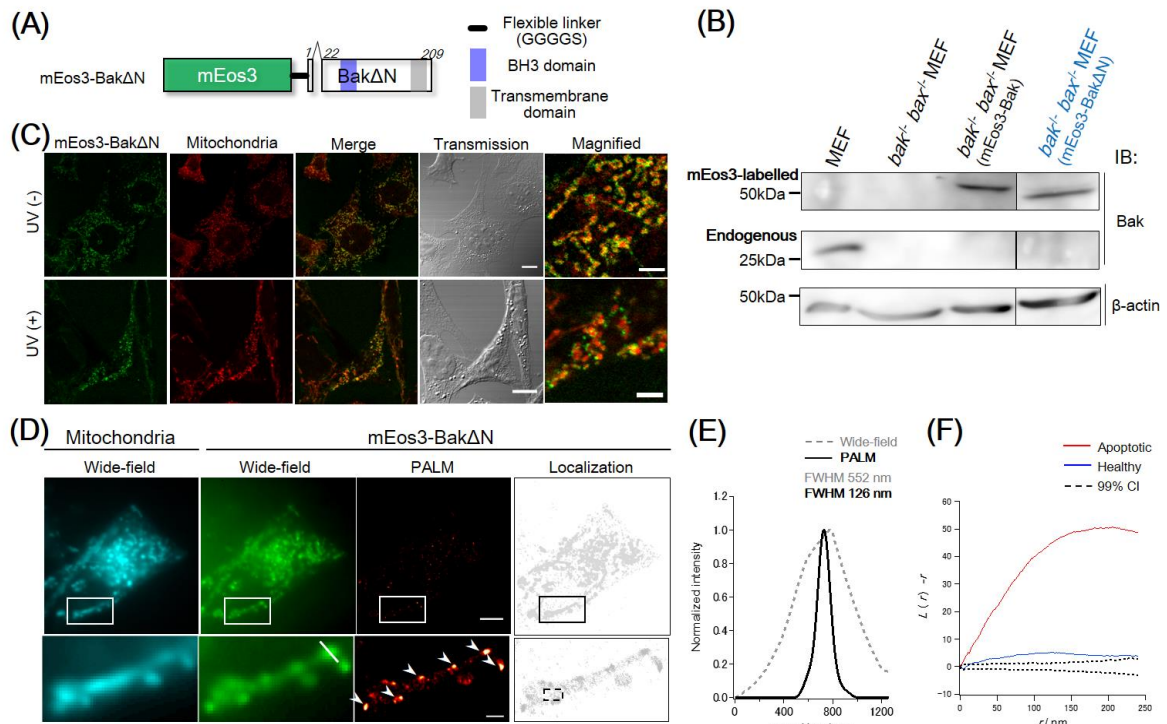 (A)
mEos3-BakΔN
mEos3
1
22
209
BakΔN
Flexible linker
(GGGGS)
BH3 domain
Transmembrane
domain
(B)
MEF
bak-/- bax-/- MEF
bak-/- bax-/- MEF
(mEos3-Bak)
bak-/- bax-/- MEF
(mEos3-BakΔN)
IB:
mEos3-labelled
50kDa
Endogenous
25kDa
Bak
50kDa
β-actin
(C)
mEos3-BakΔN
Mitochondria
Merge
Transmission
Magnified
UV (-)
UV (+)
(D)
Mitochondria
mEos3-BakΔN
Wide-field
Wide-field
PALM
Localization
(E)
Wide-field
PALM
FWHM 552 nm
FWHM 126 nm
Normalized intensity
1.2
1.0
0.8
0.6
0.4
0.2
0.0
0
400
800
1200
(F)
Apoptotic
Healthy
99% CI
L(r) -r
60
50
40
30
20
10
0
−10
0
50
100
150
200
250
r/ nm